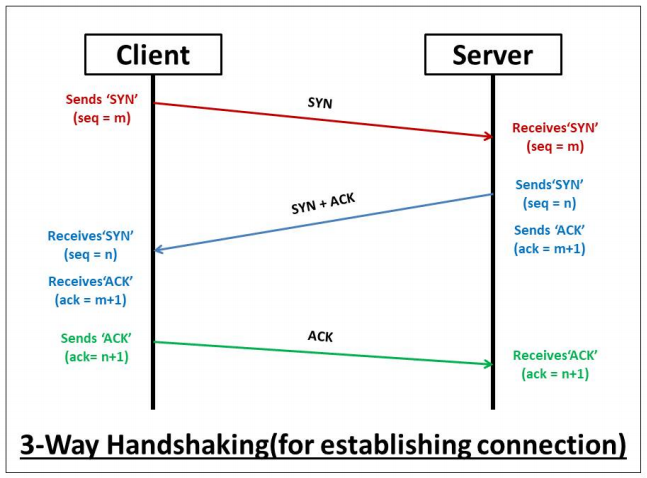 Client
Server
Sends ‘SYN’
(seq = m)
SYN
Receives‘SYN’
(seq = m)
Sends‘SYN’
(seq = n)
SYN + ACK
Sends ‘ACK’
(ack = m+1)
Receives‘SYN’
(seq = n)
Receives‘ACK’
(ack = m+1)
Sends ‘ACK’
(ack= n+1)
ACK
Receives‘ACK’
(ack = n+1)
3-Way Handshaking(for establishing connection)